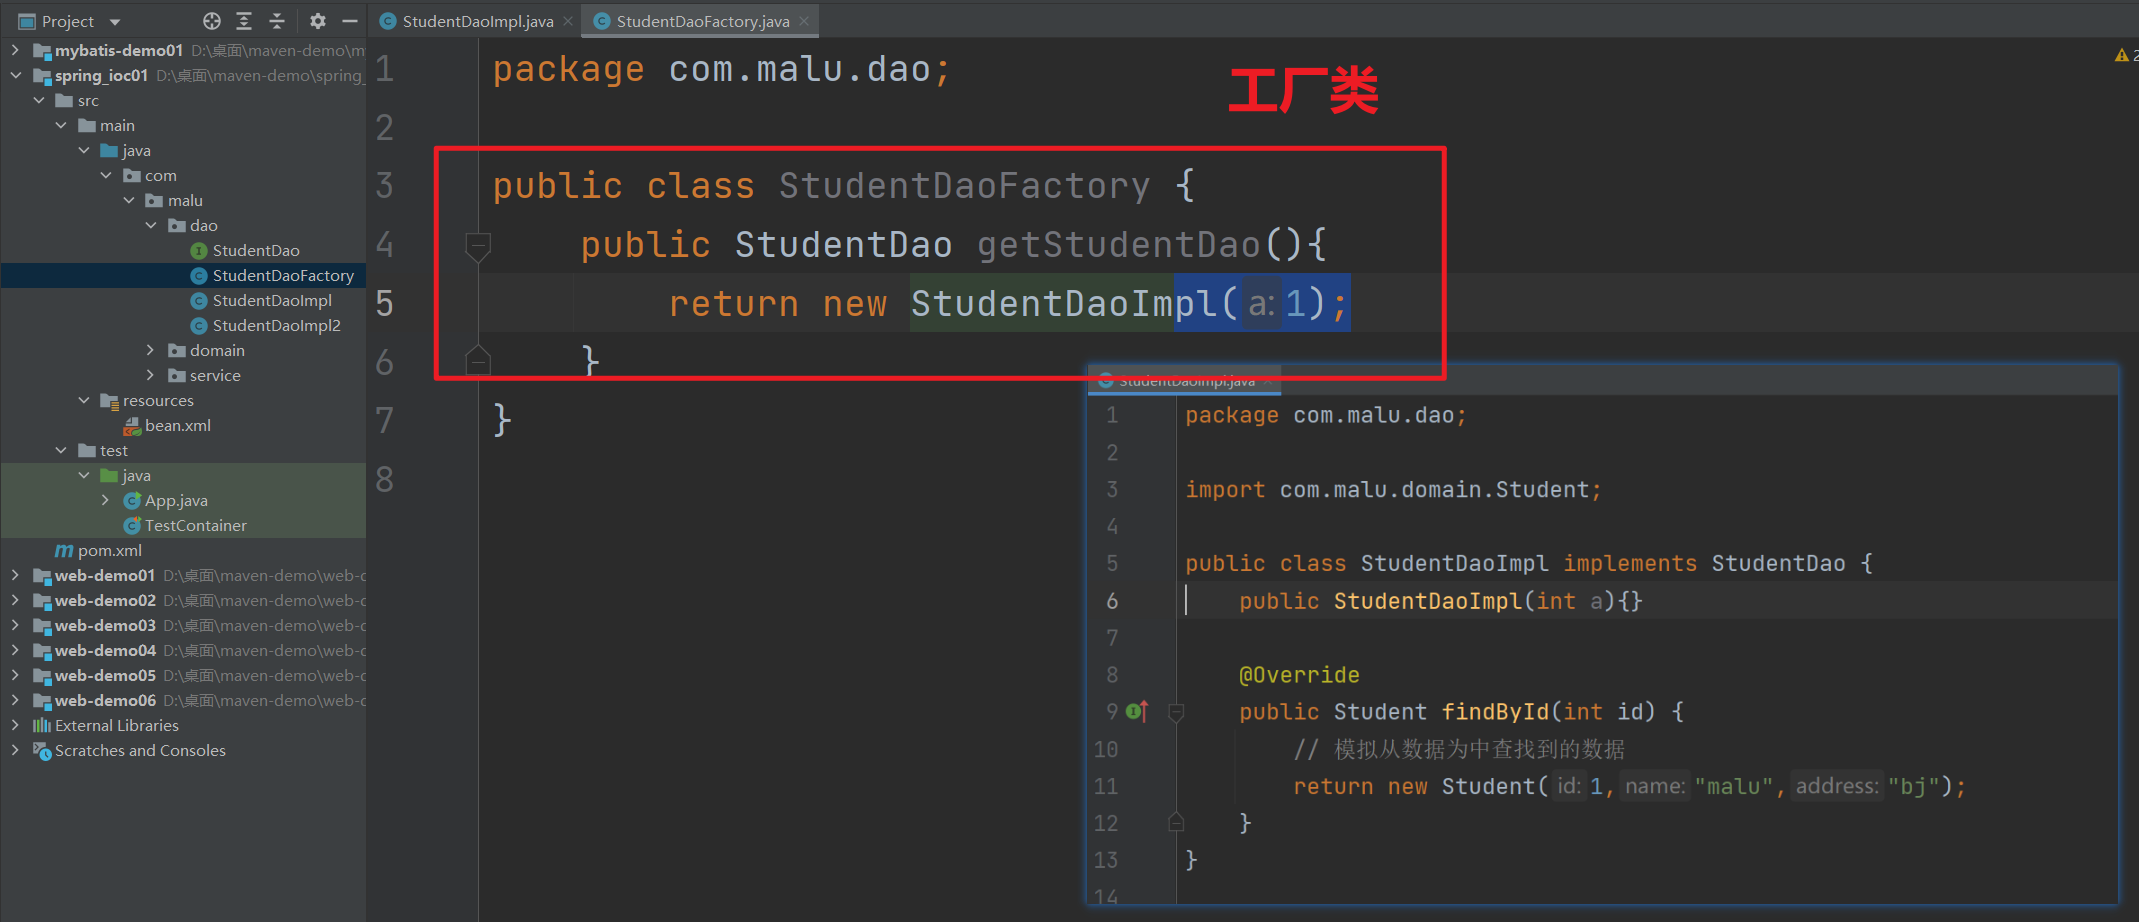 Project
StudentDaoImpl.java
StudentDaoFactory.java
mybatis-demo01 D:\桌面\maven-demo\my
spring_ioc01 D:\桌面\maven-demo\spring_
src
main
java
com
malu
dao
StudentDao
StudentDaoFactory
StudentDaoImpl
StudentDaoImpl2
domain
service
resources
bean.xml
test
java
App.java
TestContainer
pom.xml
web-demo01 D:\桌面\maven-demo\web-d
web-demo02 D:\桌面\maven-demo\web-d
web-demo03 D:\桌面\maven-demo\web-d
web-demo04 D:\桌面\maven-demo\web-d
web-demo05 D:\桌面\maven-demo\web-d
web-demo06 D:\桌面\maven-demo\web-d
External Libraries
Scratches and Consoles
1 package com.malu.dao;
工厂类
2
2
3 public class StudentDaoFactory {
4 public StudentDao getStudentDao(){
5 return new StudentDaoImpl( a: 1);
6 }
7 }
8
StudentDaoImpl.java
1 package com.malu.dao;
2
3 import com.malu.domain.Student;
4
5 public class StudentDaoImpl implements StudentDao {
6 public StudentDaoImpl(int a){}
7
8 @Override
9 public Student findById(int id) {
10 // 模拟从数据为中查找到的数据
11 return new Student( id: 1, name: "malu", address: "bj");
12 }
13 }
14